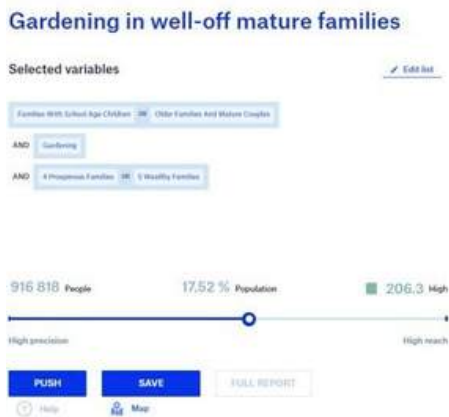 Gardening in well-off mature families
Selected variables
Edit list
Families With School Age Children OR Older Families And Mature Couples
AND Gardening
AND 4 Prosperous Families OR 5 Wealthy Families
916 818 People 17,52 % Population 206.3 High
High precision High reach
PUSH SAVE FULL REPORT
Help Map